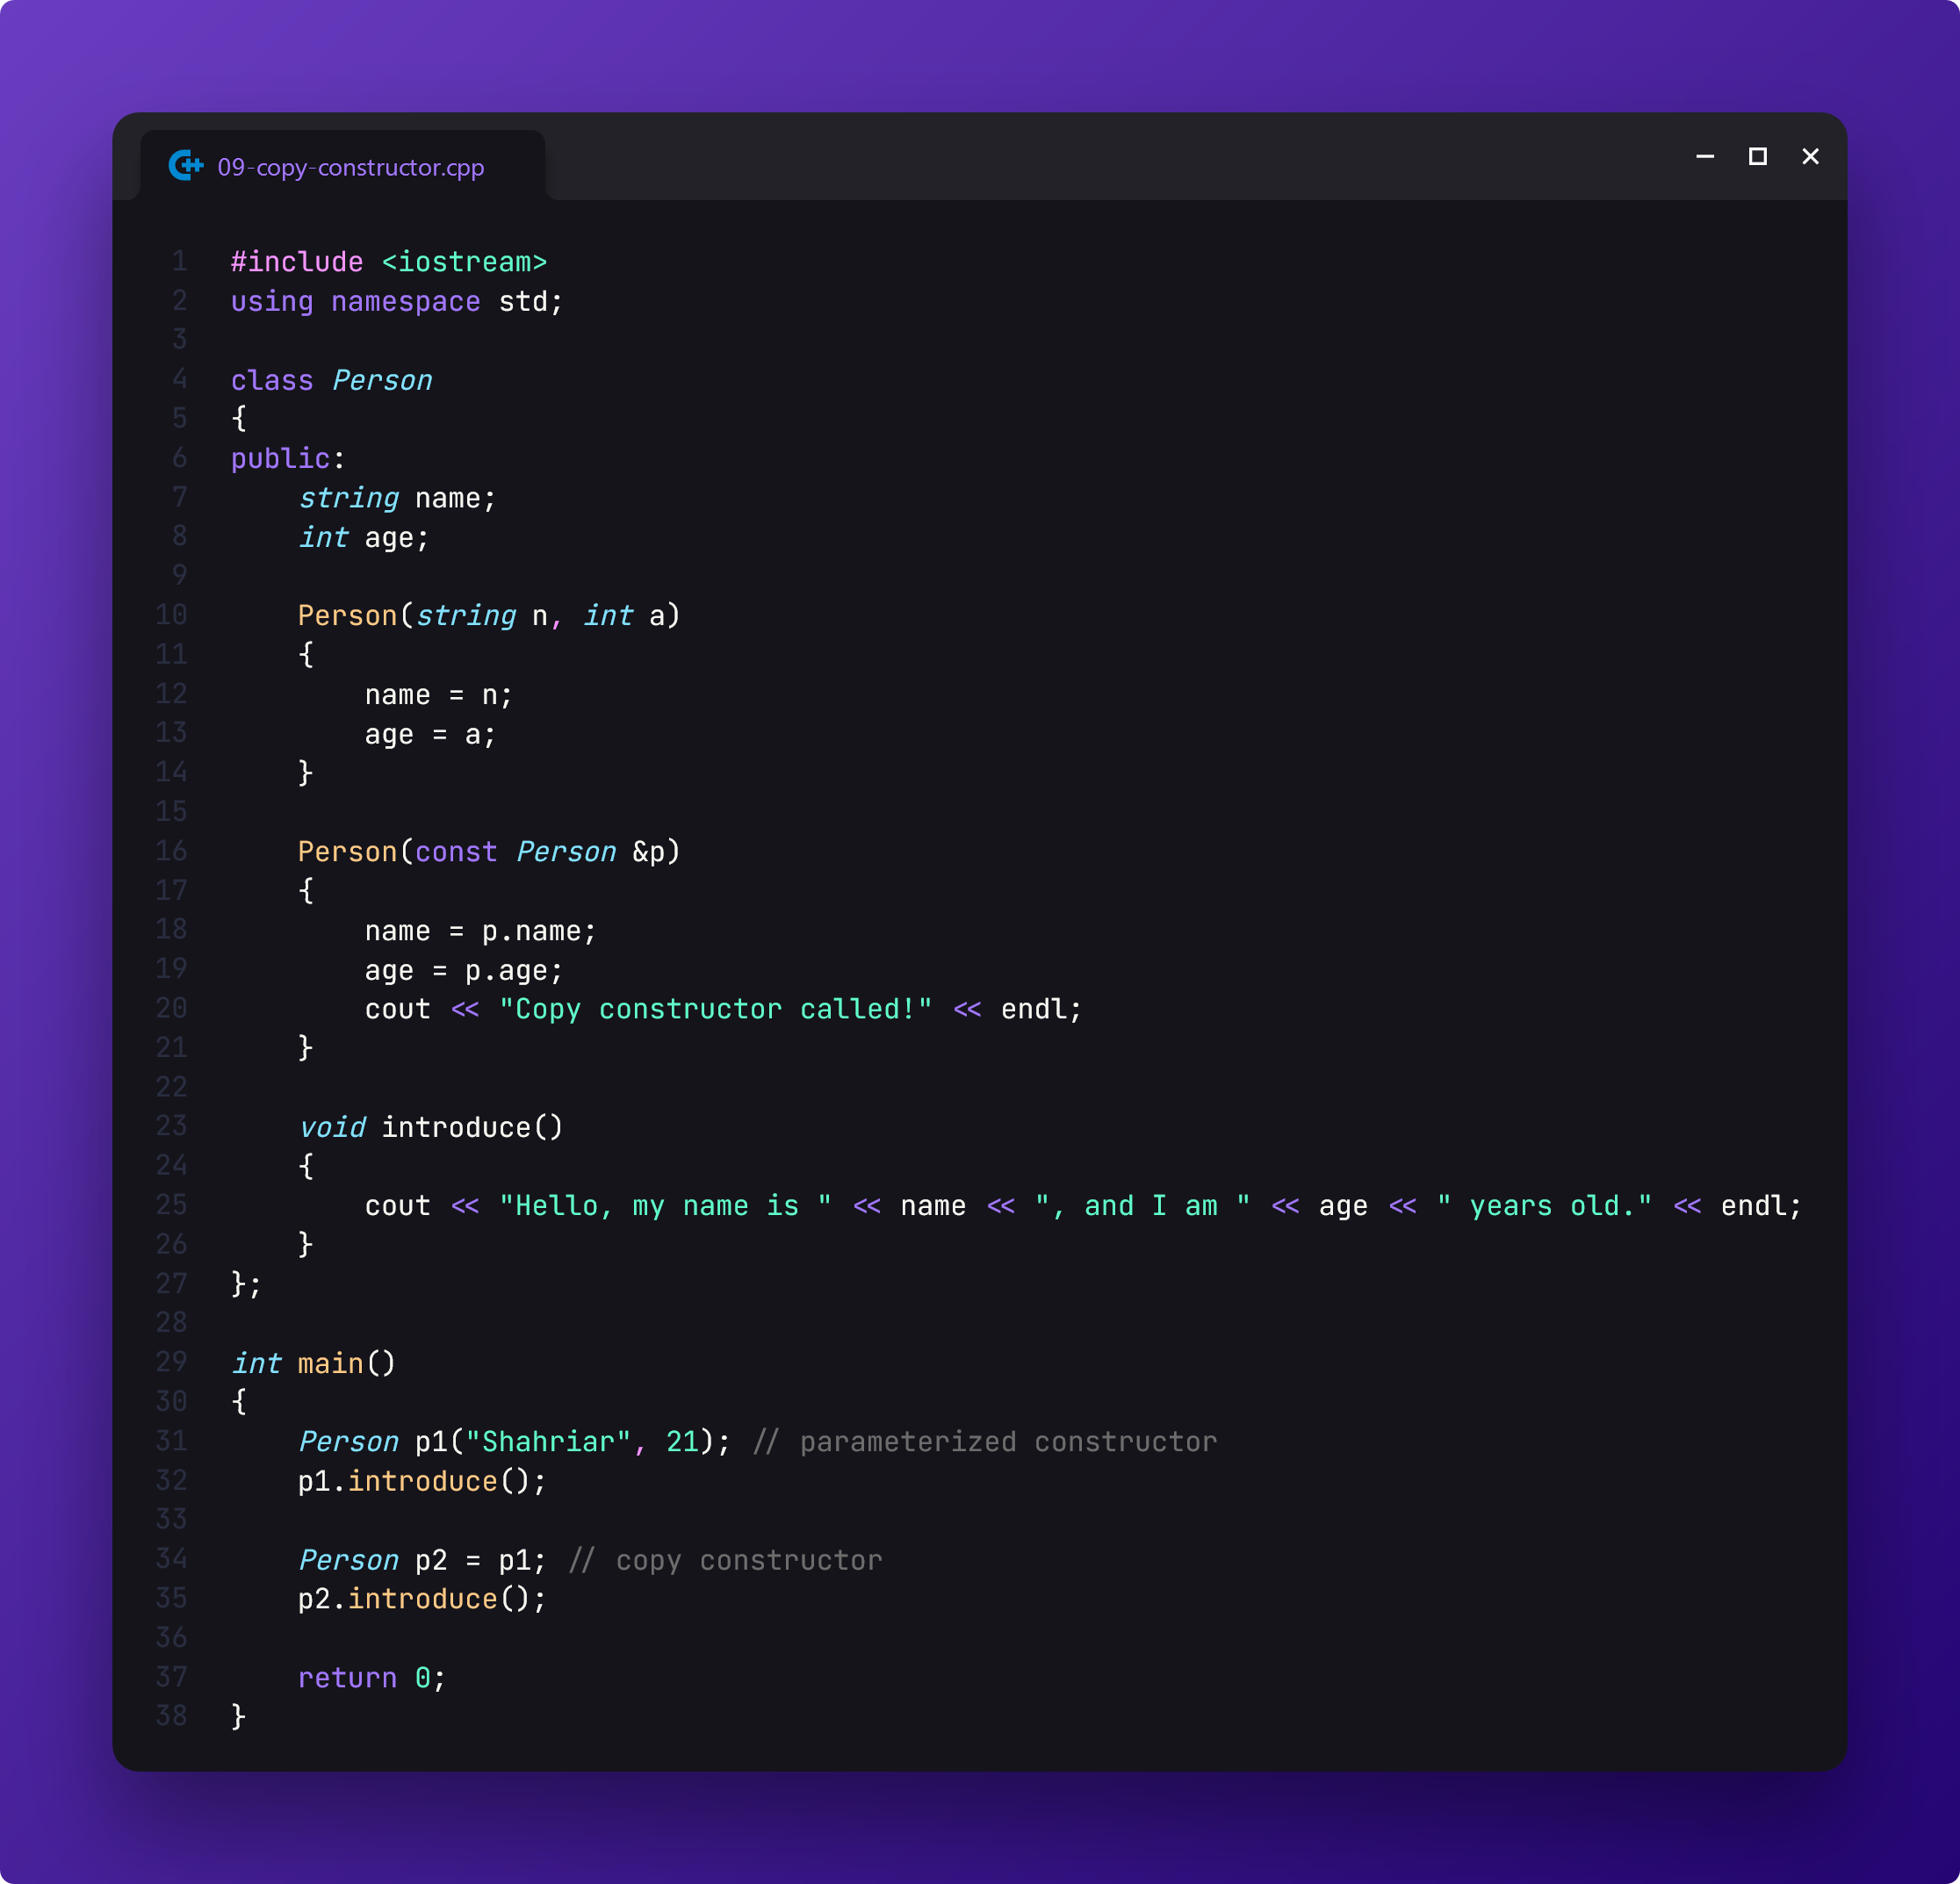 09-copy-constructor.cpp
1 #include <iostream>
2 using namespace std;
3
4 class Person
5 {
6 public:
7     string name;
8     int age;
9
10     Person(string n, int a)
11     {
12         name = n;
13         age = a;
14     }
15
16     Person(const Person &p)
17     {
18         name = p.name;
19         age = p.age;
20         cout << "Copy constructor called!" << endl;
21     }
22
23     void introduce()
24     {
25         cout << "Hello, my name is " << name << ", and I am " << age << " years old." << endl;
26     }
27 };
28
29 int main()
30 {
31     Person p1("Shahriar", 21); // parameterized constructor
32     p1.introduce();
33
34     Person p2 = p1; // copy constructor
35     p2.introduce();
36
37     return 0;
38 }